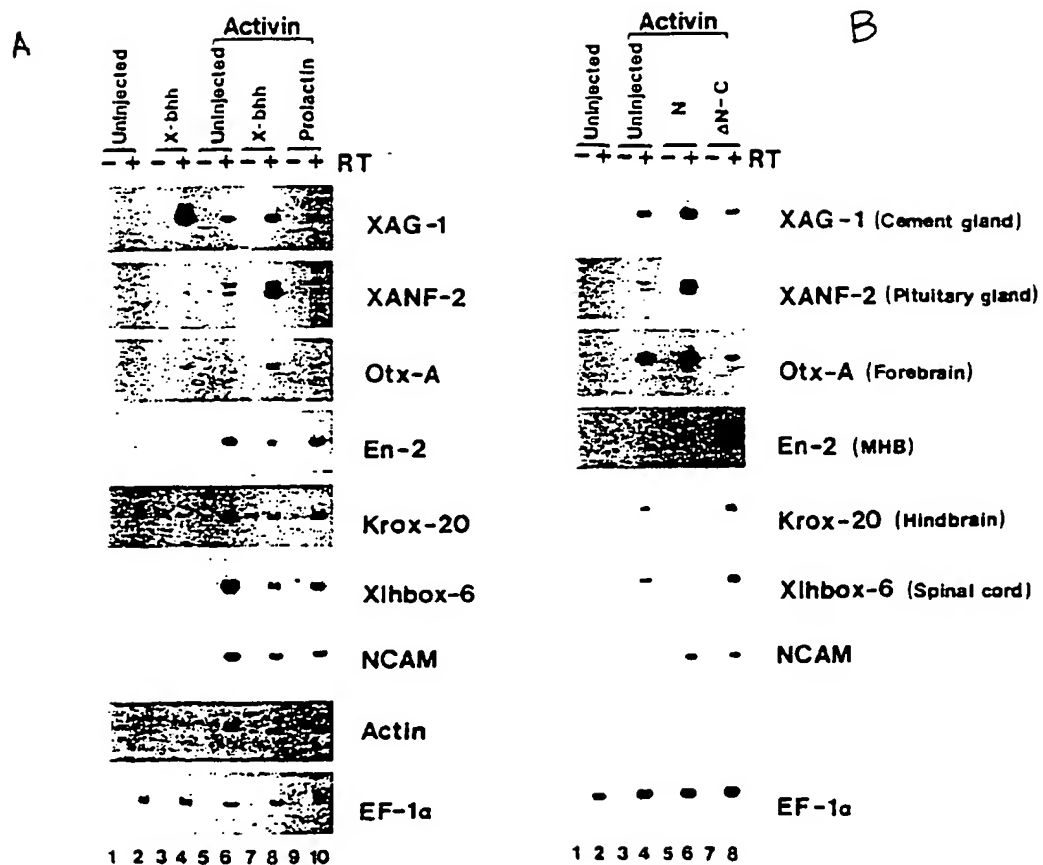 A
Activin
Uninjected
X-bhh
Uninjected
X-bhh
Prolactin
- + - + - + - + - + RT
XAG-1
XANF-2
Otx-A
En-2
Krox-20
Xlhbox-6
NCAM
Actin
EF-1α
1 2 3 4 5 6 7 8 9 10
B
Activin
Uninjected
Uninjected
N
ΔN-C
- + - + - + - + RT
XAG-1 (Cement gland)
XANF-2 (Pituitary gland)
Otx-A (Forebrain)
En-2 (MHB)
Krox-20 (Hindbrain)
Xlhbox-6 (Spinal cord)
NCAM
EF-1α
1 2 3 4 5 6 7 8